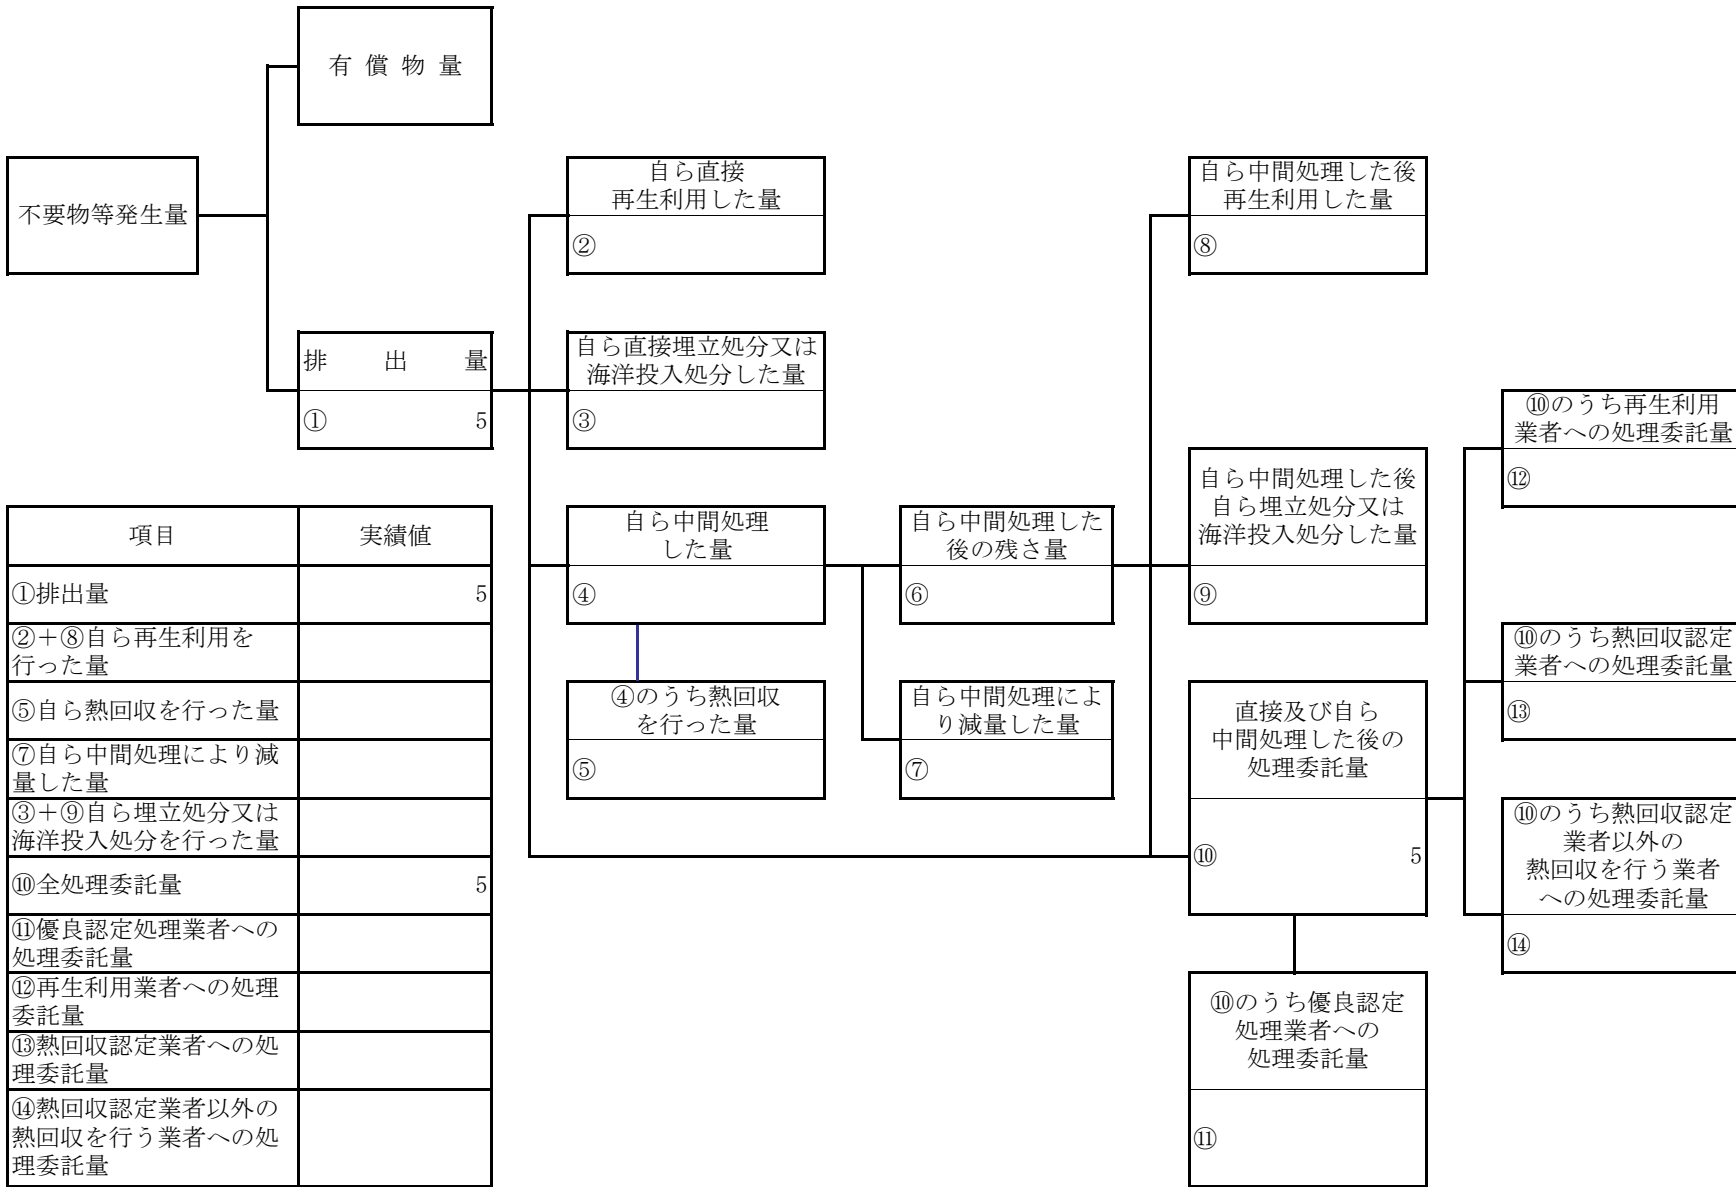 有償物量
不要物等発生量
自ら直接
再生利用した量
②
自ら中間処理した後
再生利用した量
⑧
排出量
① 5
自ら直接埋立処分又は
海洋投入処分した量
③
⑩のうち再生利用
業者への処理委託量
⑫
自ら中間処理した後
自ら埋立処分又は
海洋投入処分した量
⑨
自ら中間処理
した量
④
自ら中間処理した
後の残さ量
⑥
⑩のうち熱回収認定
業者への処理委託量
⑬
④のうち熱回収
を行った量
⑤
自ら中間処理によ
り減量した量
⑦
直接及び自ら
中間処理した後の
処理委託量
⑩ 5
⑩のうち熱回収認定
業者以外の
熱回収を行う業者
への処理委託量
⑭
⑩のうち優良認定
処理業者への
処理委託量
⑪
項目 実績値
①排出量 5
②+⑧自ら再生利用を
行った量
⑤自ら熱回収を行った量
⑦自ら中間処理により減
量した量
③+⑨自ら埋立処分又は
海洋投入処分を行った量
⑩全処理委託量 5
⑪優良認定処理業者への
処理委託量
⑫再生利用業者への処理
委託量
⑬熱回収認定業者への処
理委託量
⑭熱回収認定業者以外の
熱回収を行う業者への処
理委託量